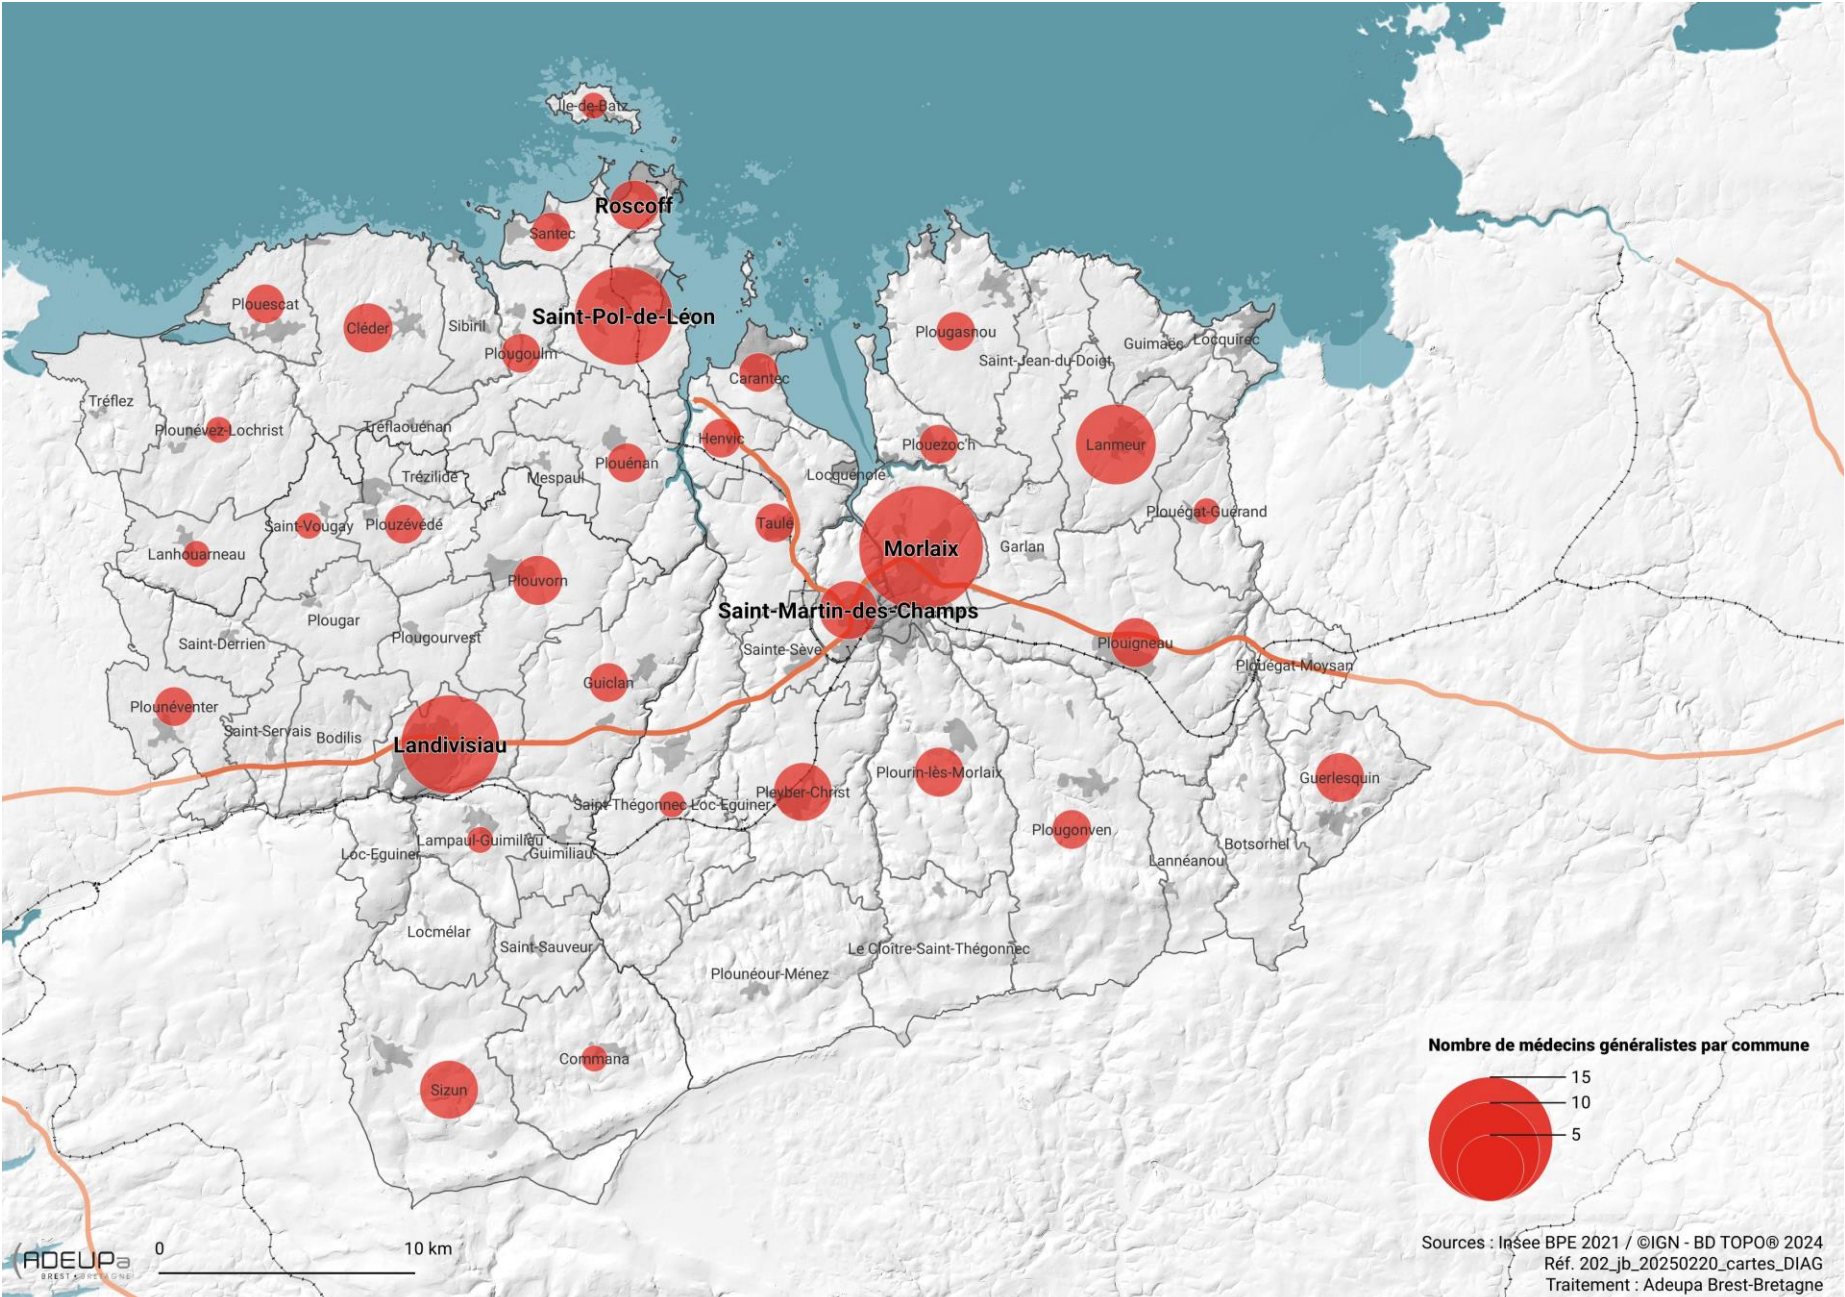 Ile-de-Batz
Roscoff
Santec
Plouescat
Cléder
Sibiril
Saint-Pol-de-Léon
Plougoulm
Carantec
Plougasnou
Saint-Jean-du-Doigt
Guimaëc
Locquirec
Tréflez
Plounévez-Lochrist
Tréflaouénan
Henvic
Plouezoc'h
Lanmeur
Trézilidé
Mespaul
Plouénan
Locquénolé
Saint-Vougay
Plouzévédé
Taulé
Plouégat-Guérand
Lanhouarneau
Morlaix
Garlan
Plouvorn
Saint-Martin-des-Champs
Plougar
Plougourvest
Saint-Derrien
Sainte-Sève
Plouigneau
Plouégat-Moysan
Guiclan
Plounéventer
Saint-Servais
Bodilis
Landivisiau
Plourin-lès-Morlaix
Guerlesquin
Pleyber-Christ
Saint-Thégonnec Loc-Eguiner
Plougonven
Lampaul-Guimiliau
Guimiliau
Loc-Eguiner
Botsorhel
Lannéanou
Locmélar
Saint-Sauveur
Le Cloître-Saint-Thégonnec
Plounéour-Ménez
Commana
Sizun
Nombre de médecins généralistes par commune
15
10
5
0 10 km
ADEUPa
BREST • BRETAGNE
Sources : Insee BPE 2021 / ©IGN - BD TOPO® 2024
Réf. 202_jb_20250220_cartes_DIAG
Traitement : Adeupa Brest-Bretagne